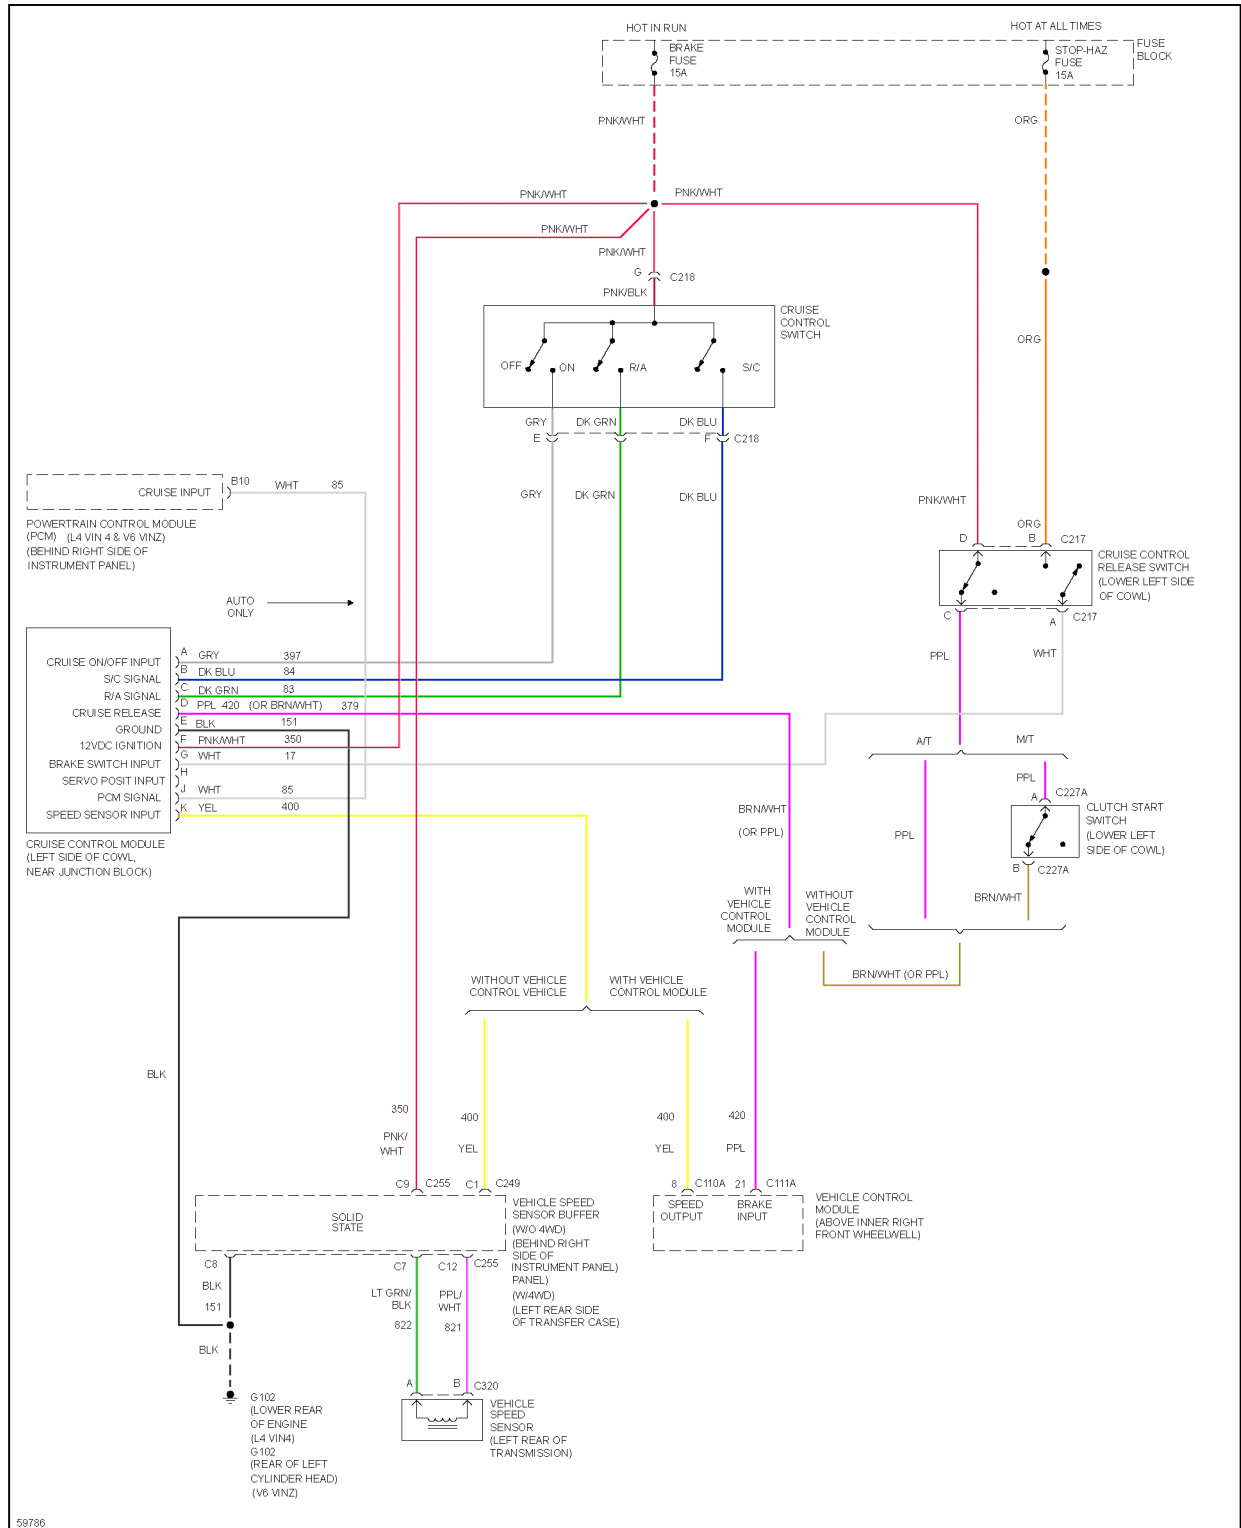 HOT IN RUN
HOT AT ALL TIMES
BRAKE
FUSE
15A
STOP-HAZ
FUSE
15A
FUSE
BLOCK
PNK/WHT
ORG
PNK/WHT
PNK/WHT
PNK/WHT
PNK/WHT
G
C218
PNK/BLK
CRUISE
CONTROL
SWITCH
ORG
OFF
ON
R/A
S/C
GRY
DK GRN
DK BLU
E
F
C218
GRY
DK GRN
DK BLU
CRUISE INPUT
B10
WHT
85
POWERTRAIN CONTROL MODULE
(PCM) (L4 VIN 4 & V6 VINZ)
(BEHIND RIGHT SIDE OF
INSTRUMENT PANEL)
PNK/WHT
ORG
D
B
C217
CRUISE CONTROL
RELEASE SWITCH
(LOWER LEFT SIDE
OF COWL)
C
A
C217
AUTO
ONLY
PPL
WHT
CRUISE ON/OFF INPUT
A
GRY
397
S/C SIGNAL
B
DK BLU
84
R/A SIGNAL
C
DK GRN
83
CRUISE RELEASE
D
PPL 420 (OR BRN/WHT) 379
GROUND
E
BLK
151
12VDC IGNITION
F
PNK/WHT
350
BRAKE SWITCH INPUT
G
WHT
17
SERVO POSIT INPUT
H
PCM SIGNAL
J
WHT
85
SPEED SENSOR INPUT
K
YEL
400
CRUISE CONTROL MODULE
(LEFT SIDE OF COWL,
NEAR JUNCTION BLOCK)
A/T
M/T
PPL
A
C227A
CLUTCH START
SWITCH
(LOWER LEFT
SIDE OF COWL)
B
C227A
PPL
BRN/WHT
BRN/WHT
(OR PPL)
WITH
VEHICLE
CONTROL
MODULE
WITHOUT
VEHICLE
CONTROL
MODULE
BRN/WHT (OR PPL)
WITHOUT VEHICLE
CONTROL VEHICLE
WITH VEHICLE
CONTROL MODULE
BLK
350
PNK/
WHT
400
YEL
400
YEL
420
PPL
C9
C255
C1
C249
8
C110A
21
C111A
SOLID
STATE
VEHICLE SPEED
SENSOR BUFFER
(W/O 4WD)
(BEHIND RIGHT
SIDE OF
INSTRUMENT PANEL)
PANEL)
(W/4WD)
(LEFT REAR SIDE
OF TRANSFER CASE)
SPEED
OUTPUT
BRAKE
INPUT
VEHICLE CONTROL
MODULE
(ABOVE INNER RIGHT
FRONT WHEELWELL)
C8
C7
C12
C255
BLK
151
LT GRN/
BLK
822
PPL/
WHT
821
BLK
A
B
C320
G102
(LOWER REAR
OF ENGINE
(L4 VIN4)
G102
(REAR OF LEFT
CYLINDER HEAD)
(V6 VINZ)
VEHICLE
SPEED
SENSOR
(LEFT REAR OF
TRANSMISSION)
59786